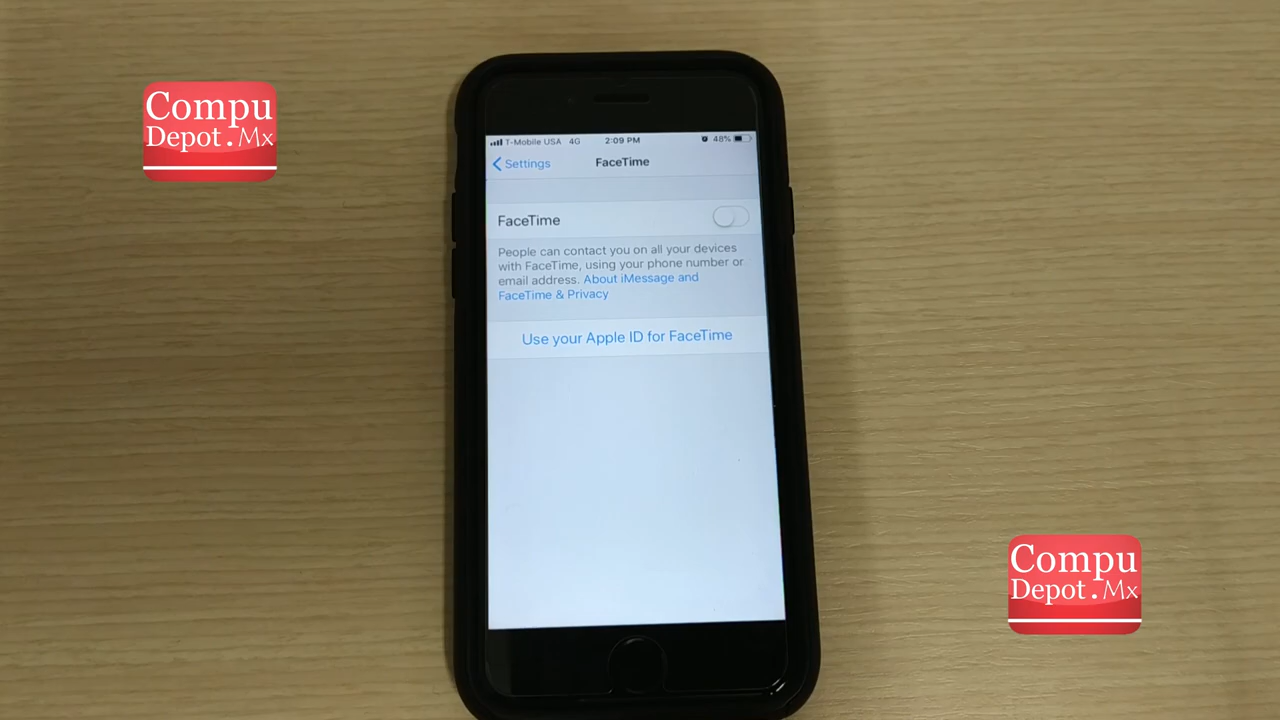 Compu
Depot.Mx
T-Mobile USA 4G 2:09 PM 48%
Settings FaceTime
FaceTime
People can contact you on all your devices
with FaceTime, using your phone number or
email address. About iMessage and
FaceTime & Privacy
Use your Apple ID for FaceTime
Compu
Depot.Mx